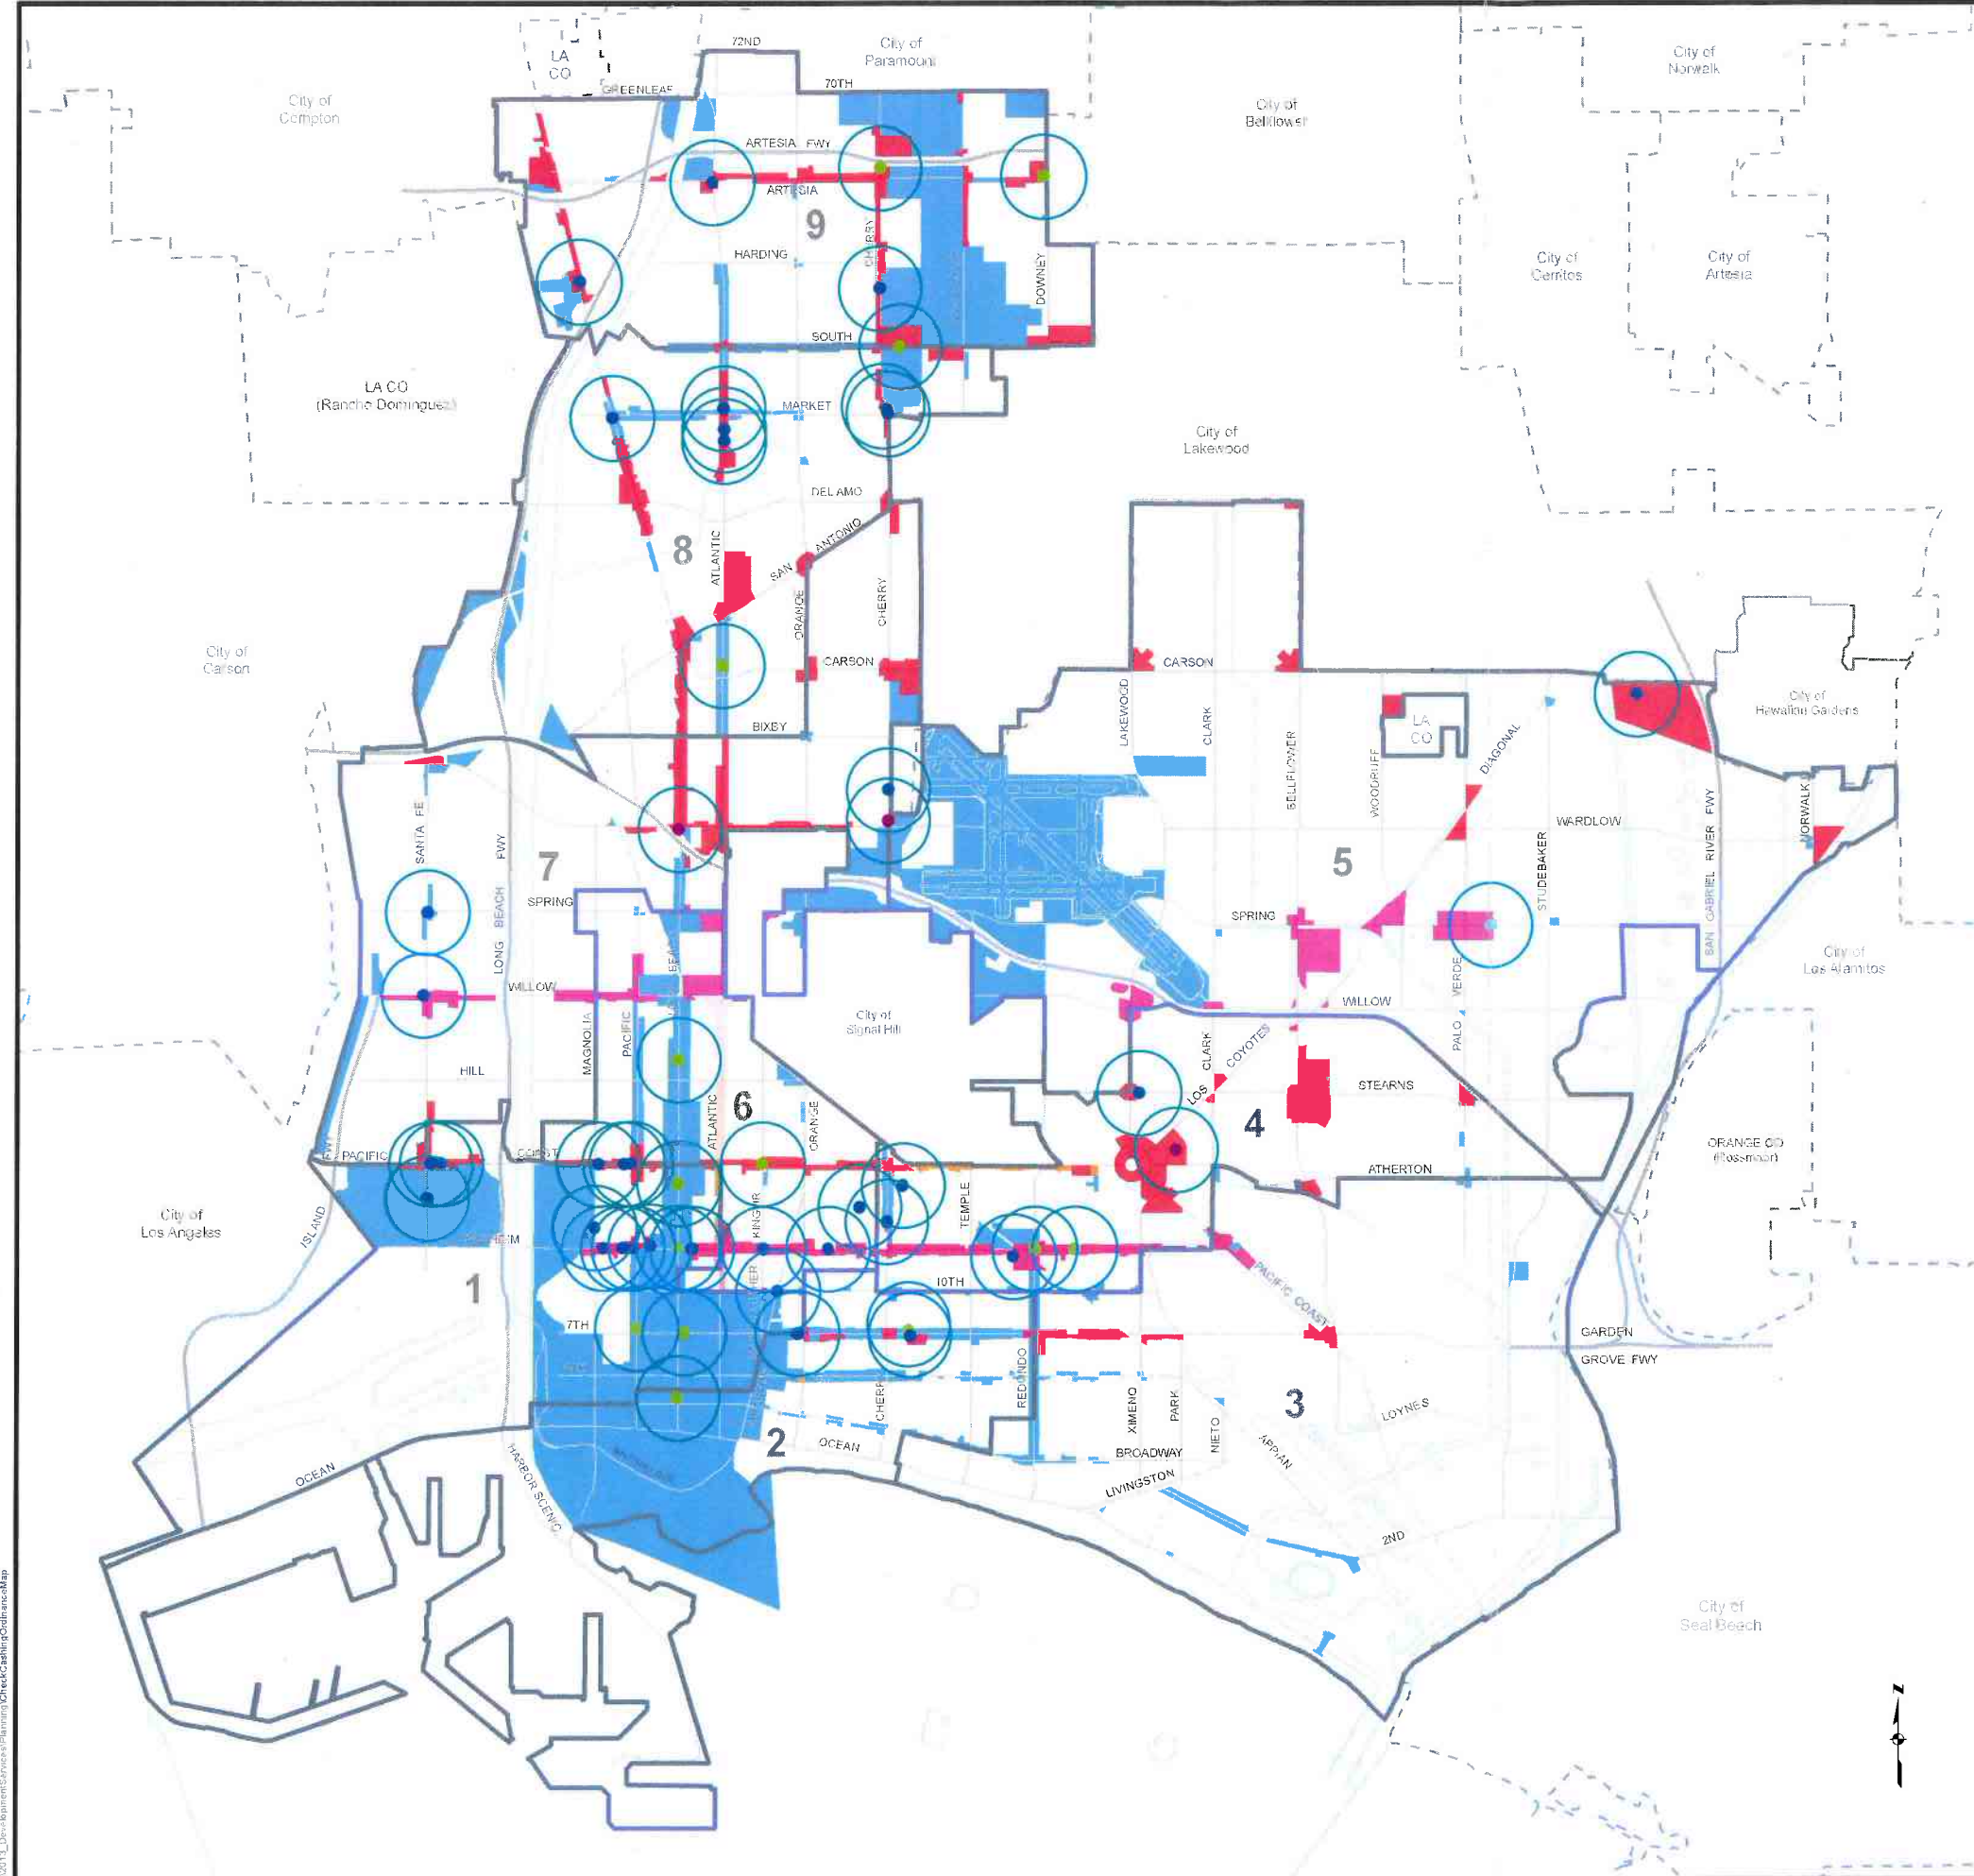 72ND
City of
Paramount
LA
CO
GREENLEAF
70TH
City of
Norwalk
City of
Compton
City of
Bellflower
ARTESIA FWY
ARTESIA
9
CHERRY
HARDING
DOWNEY
City of
Cerritos
City of
Artesia
SOUTH
LA CO
(Rancho Dominguez)
MARKET
City of
Lakewood
DEL AMO
SAN ANTONIO
8
ATLANTIC
ORANGE
CHERRY
City of
Carson
CARSON
CARSON
LAKEWOOD
CLARK
BIXBY
LA
CO
City of
Hawaiian Gardens
DIAGONAL
BELLFLOWER
WOODRUFF
NORWALK
WARDLOW
SANTA FE
LONG BEACH FWY
7
5
STUDEBAKER
SAN GABRIEL RIVER FWY
SPRING
SPRING
City of
Los Alamitos
WILLOW
WILLOW
PALO VERDE
City of
Signal Hill
MAGNOLIA
PACIFIC
HILL
CLARK
LOS COYOTES
STEARNS
6
ATLANTIC
ORANGE
4
ORANGE CO
(Rossmoor)
PACIFIC
COAST
ATHERTON
City of
Los Angeles
ISLAND
TEMPLE
1
10TH
PACIFIC COAST
7TH
GARDEN
GROVE FWY
REDONDO
CHERRY
XIMENO
PARK
NIETO
3
LOYNES
APPIAN
2
OCEAN
BROADWAY
LIVINGSTON
OCEAN
HARBOR SCENIC
2ND
City of
Seal Beach